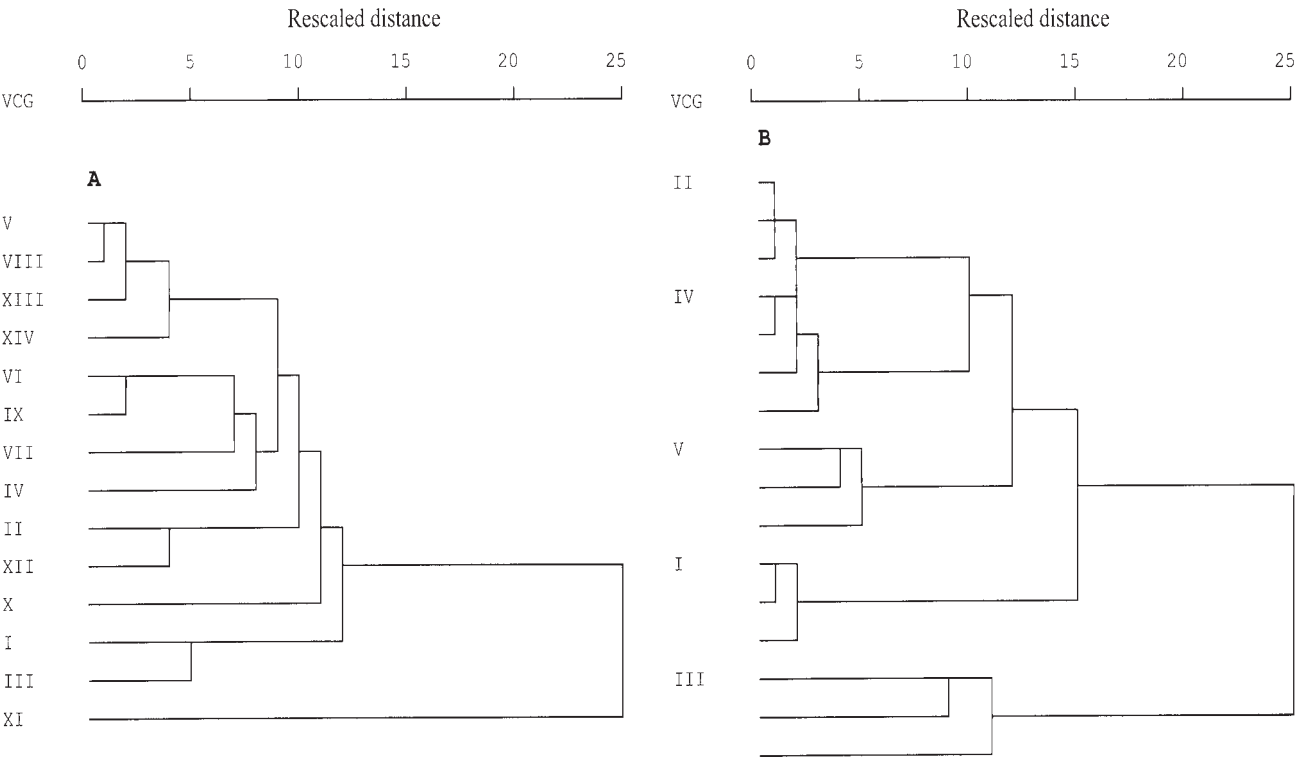 Rescaled distance
0 5 10 15 20 25
VCG
A
V
VIII
XIII
XIV
VI
IX
VII
IV
II
XII
X
I
III
XI
Rescaled distance
0 5 10 15 20 25
VCG
B
II
IV
V
I
III